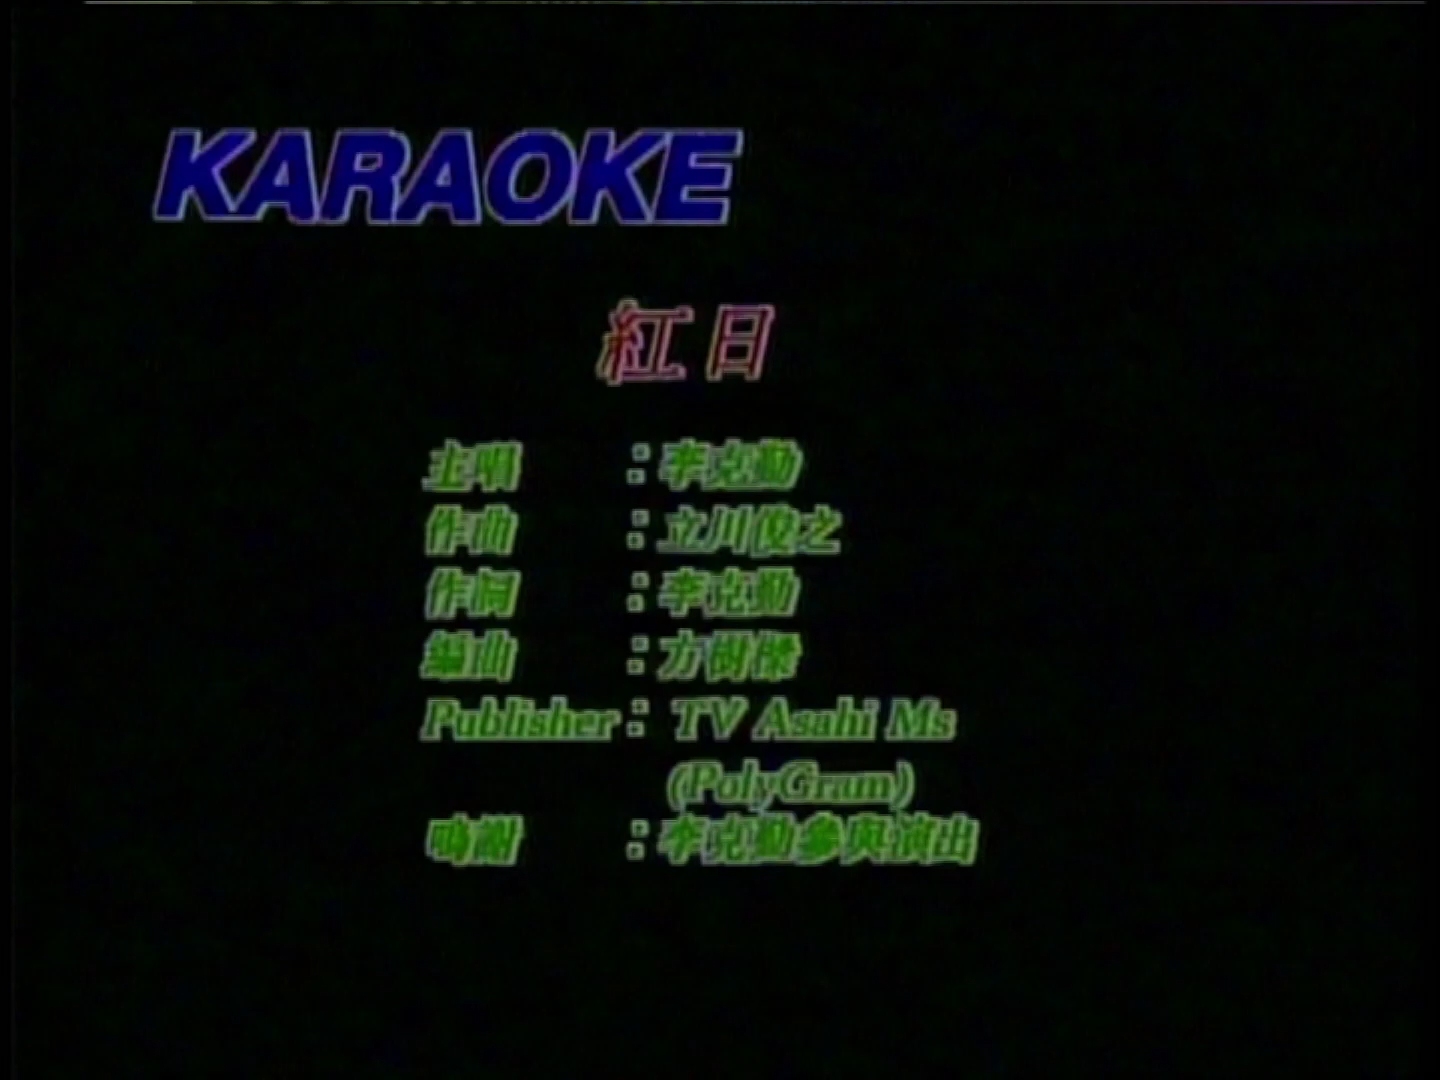 KARAOKE
紅日
主唱 : 李克勤
作曲 : 立川俊之
作詞 : 李克勤
編曲 : 方樹樑
Publisher : TV Asahi Ms
(PolyGram)
鳴謝 : 李克勤參與演出